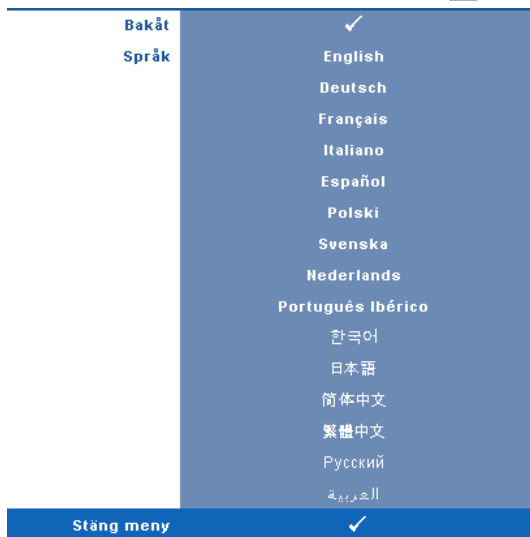 Bakåt ✓
Språk English
Deutsch
Français
Italiano
Español
Polski
Svenska
Nederlands
Português Ibérico
한국어
日本語
简体中文
繁體中文
Русский
العربية
Stäng meny ✓